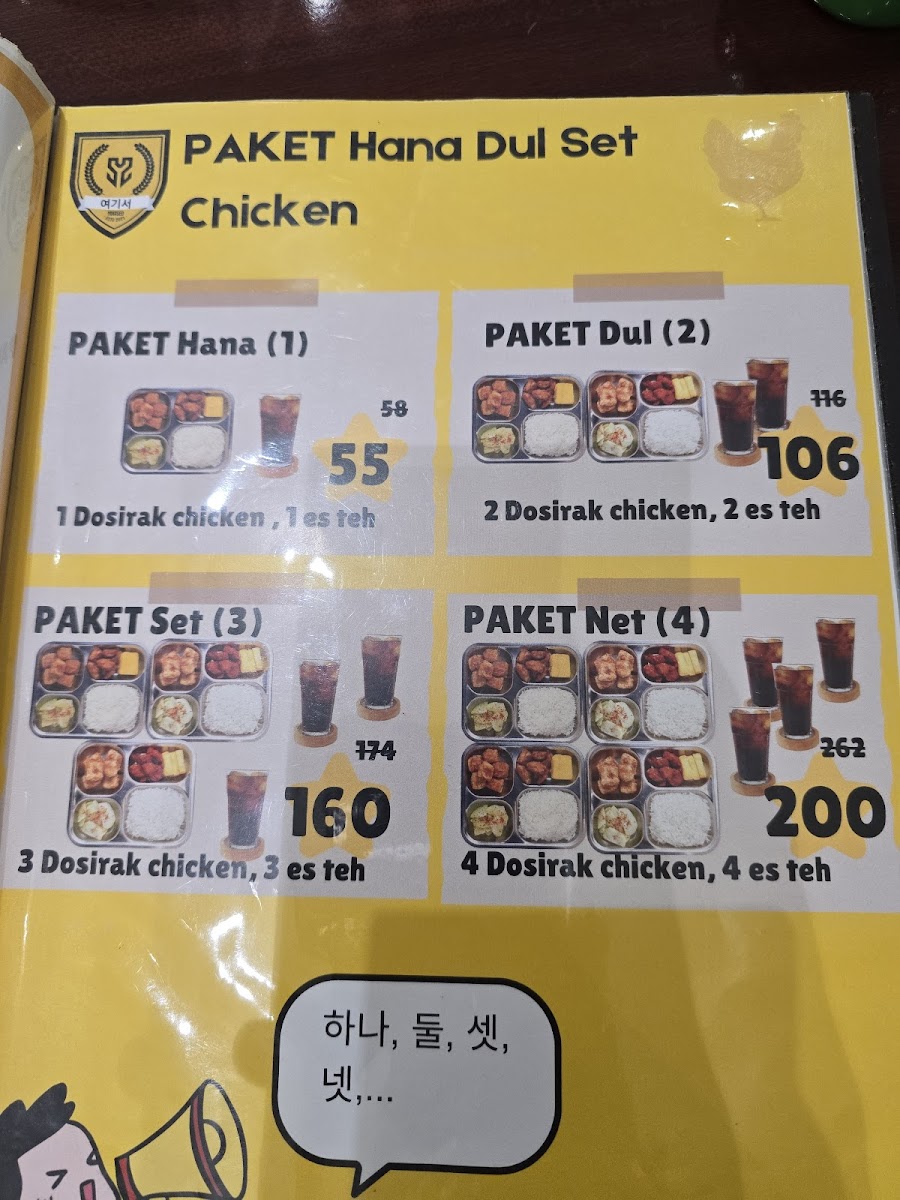 PAKET Hana Dul Set
Chicken
여기서
PAKET Hana (1)
58
55
1 Dosirak chicken , 1 es teh
PAKET Dul (2)
116
106
2 Dosirak chicken, 2 es teh
PAKET Set (3)
174
160
3 Dosirak chicken, 3 es teh
PAKET Net (4)
262
200
4 Dosirak chicken, 4 es teh
하나, 둘, 셋,
넷,...